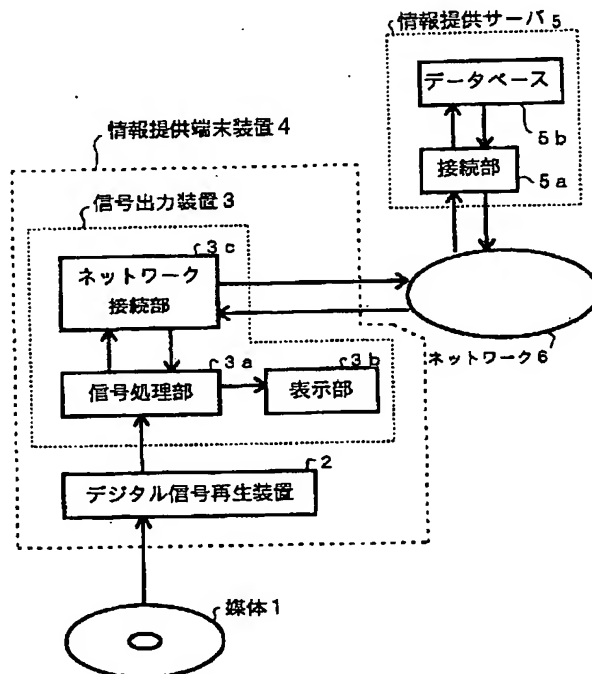 情報提供サーバ5
データベース
5b
接続部
5a
情報提供端末装置4
信号出力装置3
3c
ネットワーク
接続部
ネットワーク6
3a
信号処理部
3b
表示部
2
デジタル信号再生装置
媒体1